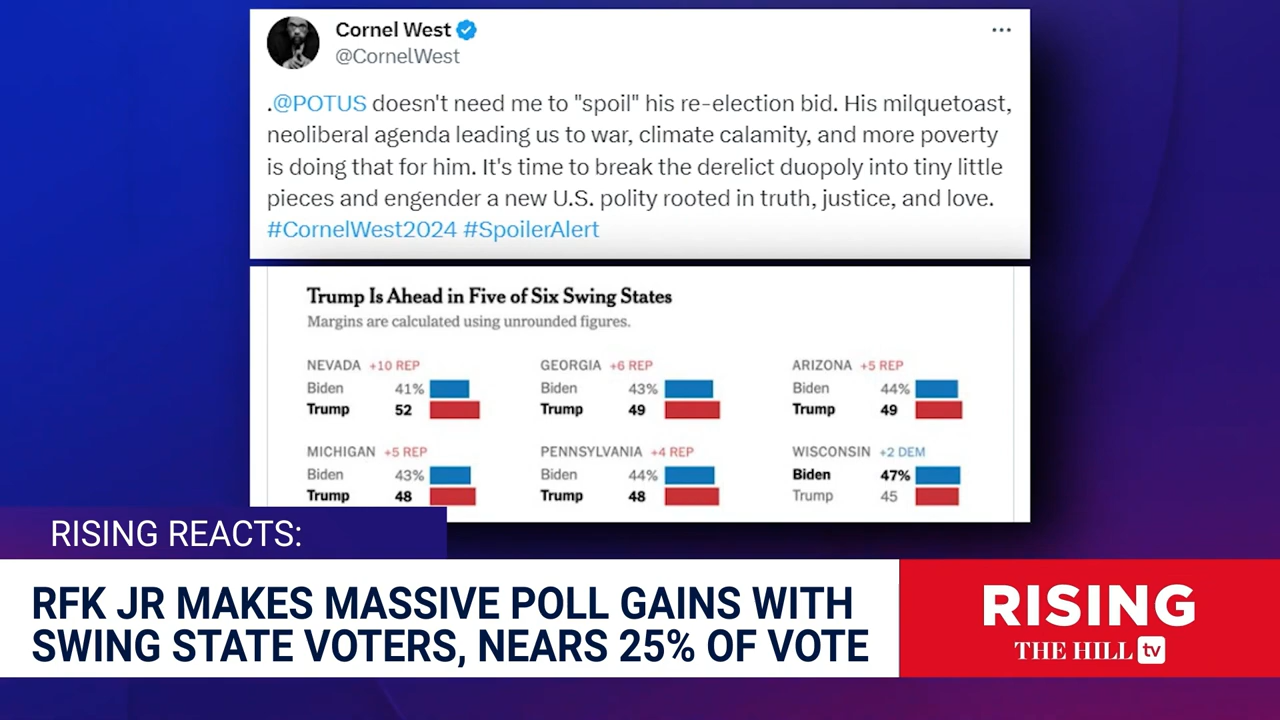 Cornel West
@CornelWest
...
.@POTUS doesn't need me to "spoil" his re-election bid. His milquetoast,
neoliberal agenda leading us to war, climate calamity, and more poverty
is doing that for him. It's time to break the derelict duopoly into tiny little
pieces and engender a new U.S. polity rooted in truth, justice, and love.
#CornelWest2024 #SpoilerAlert
Trump Is Ahead in Five of Six Swing States
Margins are calculated using unrounded figures.
NEVADA +10 REP
Biden 41%
Trump 52
GEORGIA +6 REP
Biden 43%
Trump 49
ARIZONA +5 REP
Biden 44%
Trump 49
MICHIGAN +5 REP
Biden 43%
Trump 48
PENNSYLVANIA +4 REP
Biden 44%
Trump 48
WISCONSIN +2 DEM
Biden 47%
Trump 45
RISING REACTS:
RFK JR MAKES MASSIVE POLL GAINS WITH
SWING STATE VOTERS, NEARS 25% OF VOTE
RISING
THE HILL tv